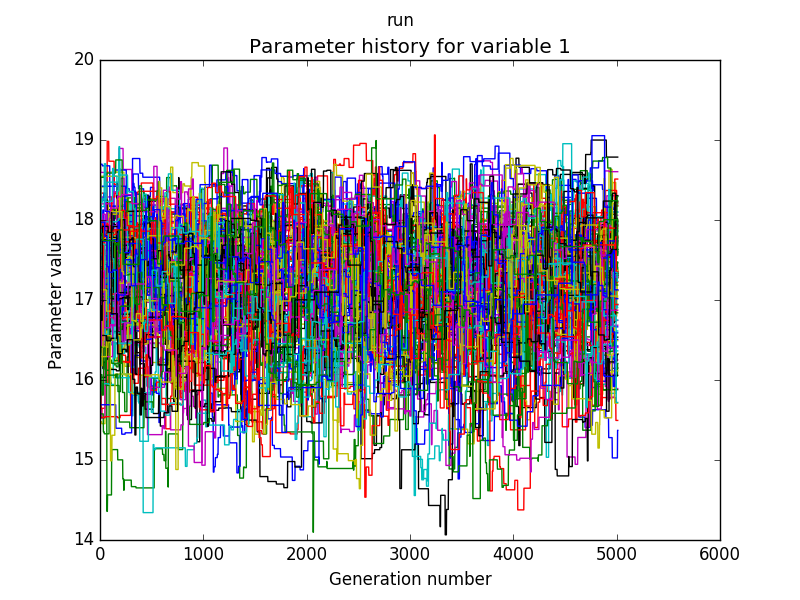 run
Parameter history for variable 1
20
19
18
17
16
15
14
Parameter value
0 1000 2000 3000 4000 5000 6000
Generation number